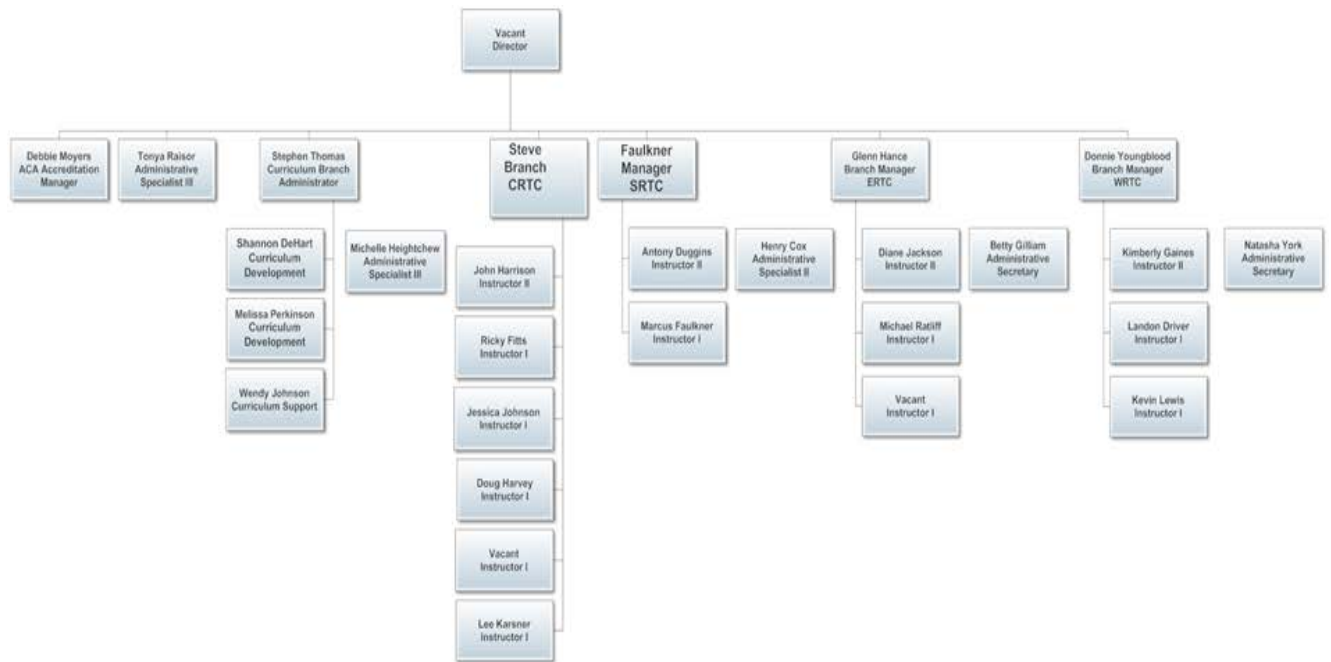 Vacant
Director
Debbie Moyers
ACA Accreditation
Manager
Tonya Raisor
Administrative
Specialist III
Stephen Thomas
Curriculum Branch
Administrator
Steve
Branch
CRTC
Faulkner
Manager
SRTC
Glenn Hance
Branch Manager
ERTC
Donnie Youngblood
Branch Manager
WRTC
Shannon DeHart
Curriculum
Development
Michelle Heightchew
Administrative
Specialist III
Melissa Perkinson
Curriculum
Development
Wendy Johnson
Curriculum Support
John Harrison
Instructor II
Ricky Fitts
Instructor I
Jessica Johnson
Instructor I
Doug Harvey
Instructor I
Vacant
Instructor I
Lee Karsner
Instructor I
Antony Duggins
Instructor II
Henry Cox
Administrative
Specialist II
Marcus Faulkner
Instructor I
Diane Jackson
Instructor II
Betty Gilliam
Administrative
Secretary
Michael Ratliff
Instructor I
Vacant
Instructor I
Kimberly Gaines
Instructor II
Natasha York
Administrative
Secretary
Landon Driver
Instructor I
Kevin Lewis
Instructor I